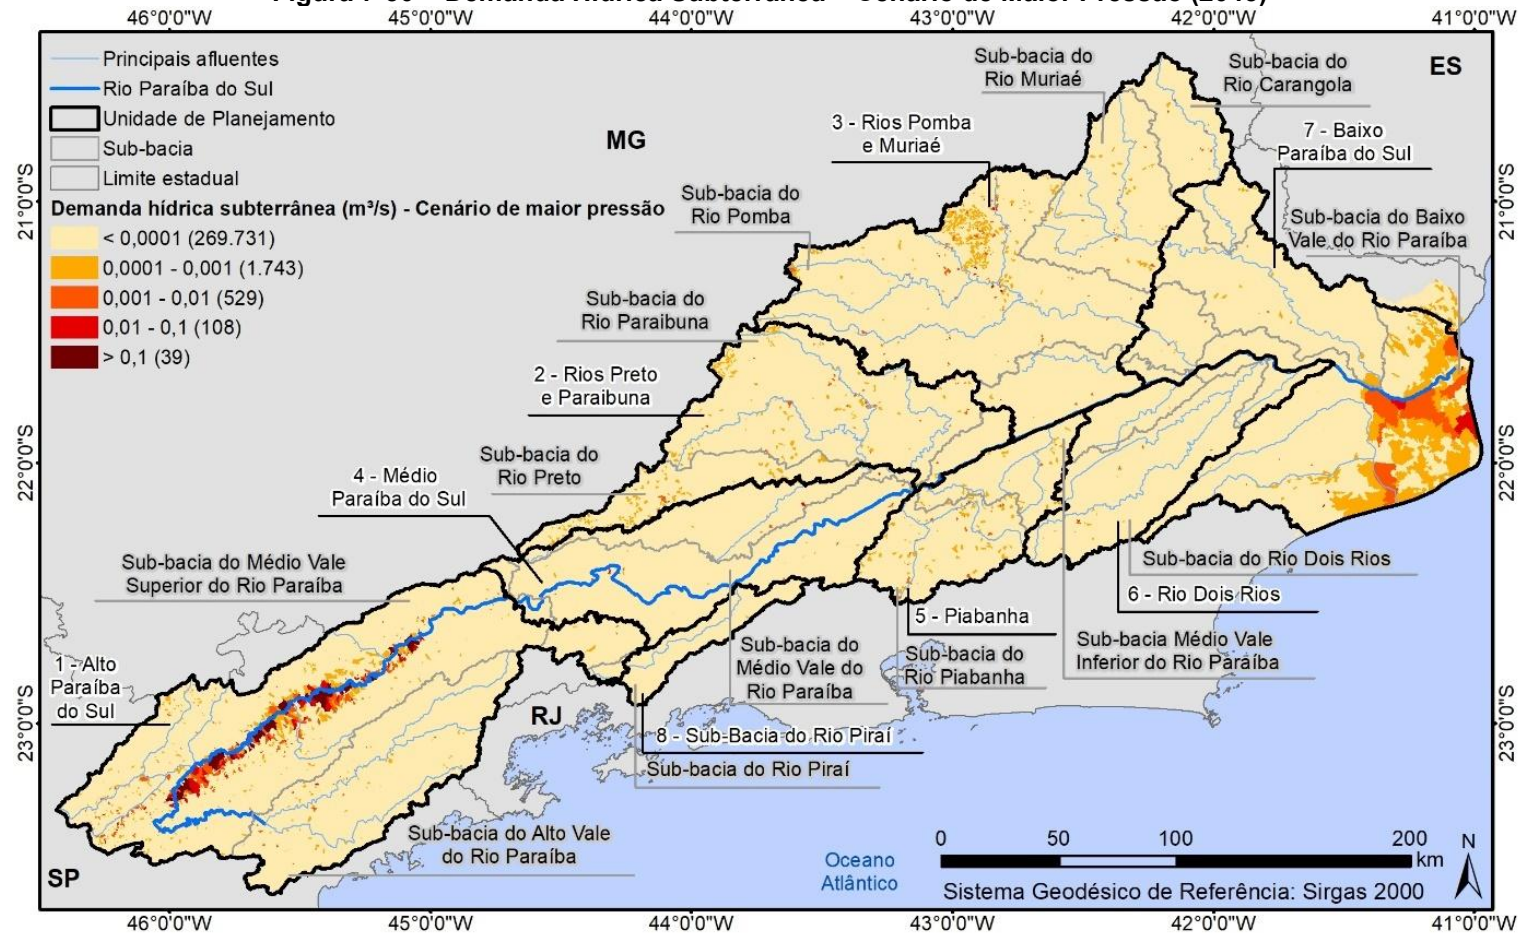 46°0'0"W
45°0'0"W
44°0'0"W
43°0'0"W
42°0'0"W
41°0'0"W
Principais afluentes
Rio Paraíba do Sul
Unidade de Planejamento
Sub-bacia
Limite estadual
Demanda hídrica subterrânea (m³/s) - Cenário de maior pressão
< 0,0001 (269.731)
0,0001 - 0,001 (1.743)
0,001 - 0,01 (529)
0,01 - 0,1 (108)
> 0,1 (39)
MG
ES
Sub-bacia do
Rio Muriaé
Sub-bacia do
Rio Carangola
3 - Rios Pomba
e Muriaé
7 - Baixo
Paraíba do Sul
Sub-bacia do
Rio Pomba
Sub-bacia do Baixo
Vale do Rio Paraíba
Sub-bacia do
Rio Paraibuna
2 - Rios Preto
e Paraibuna
Sub-bacia do
Rio Preto
4 - Médio
Paraíba do Sul
Sub-bacia do Médio Vale
Superior do Rio Paraíba
Sub-bacia do Rio Dois Rios
6 - Rio Dois Rios
5 - Piabanha
Sub-bacia Médio Vale
Inferior do Rio Paraíba
Sub-bacia do
Médio Vale do
Rio Paraíba
Sub-bacia do
Rio Piabanha
1 - Alto
Paraíba
do Sul
RJ
8 - Sub-Bacia do Rio Piraí
Sub-bacia do Rio Piraí
Sub-bacia do Alto Vale
do Rio Paraíba
SP
Oceano
Atlântico
0 50 100 200
km
N
Sistema Geodésico de Referência: Sirgas 2000
21°0'0"S
22°0'0"S
23°0'0"S
21°0'0"S
22°0'0"S
23°0'0"S
46°0'0"W
45°0'0"W
44°0'0"W
43°0'0"W
42°0'0"W
41°0'0"W